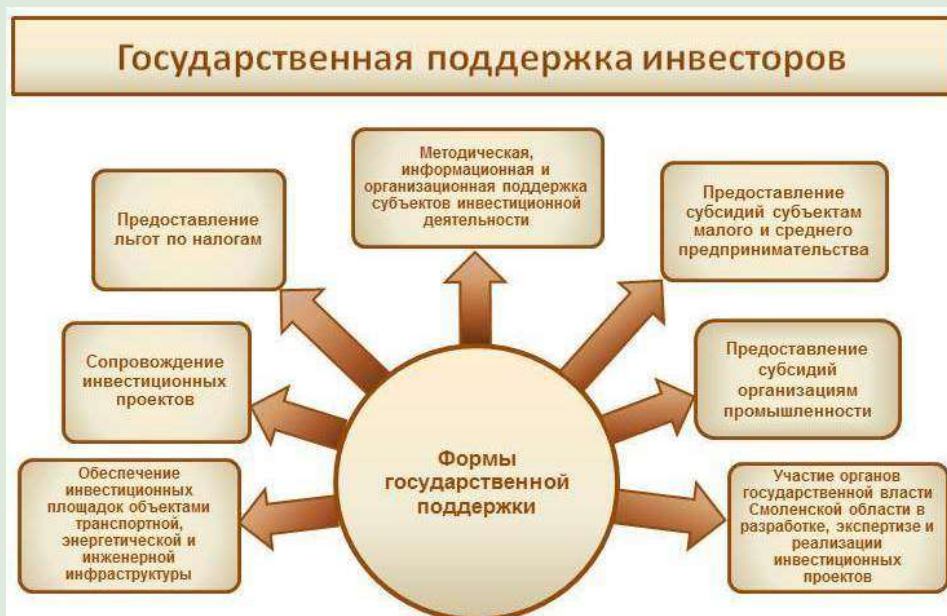 Государственная поддержка инвесторов
Методическая,
информационная и
организационная поддержка
субъектов инвестиционной
деятельности
Предоставление
льгот по налогам
Предоставление
субсидий субъектам
малого и среднего
предпринимательства
Сопровождение
инвестиционных
проектов
Предоставление
субсидий
организациям
промышленности
Формы
государственной
поддержки
Обеспечение
инвестиционных
площадок объектами
транспортной,
энергетической и
инженерной
инфраструктуры
Участие органов
государственной власти
Смоленской области в
разработке, экспертизе и
реализации
инвестиционных
проектов